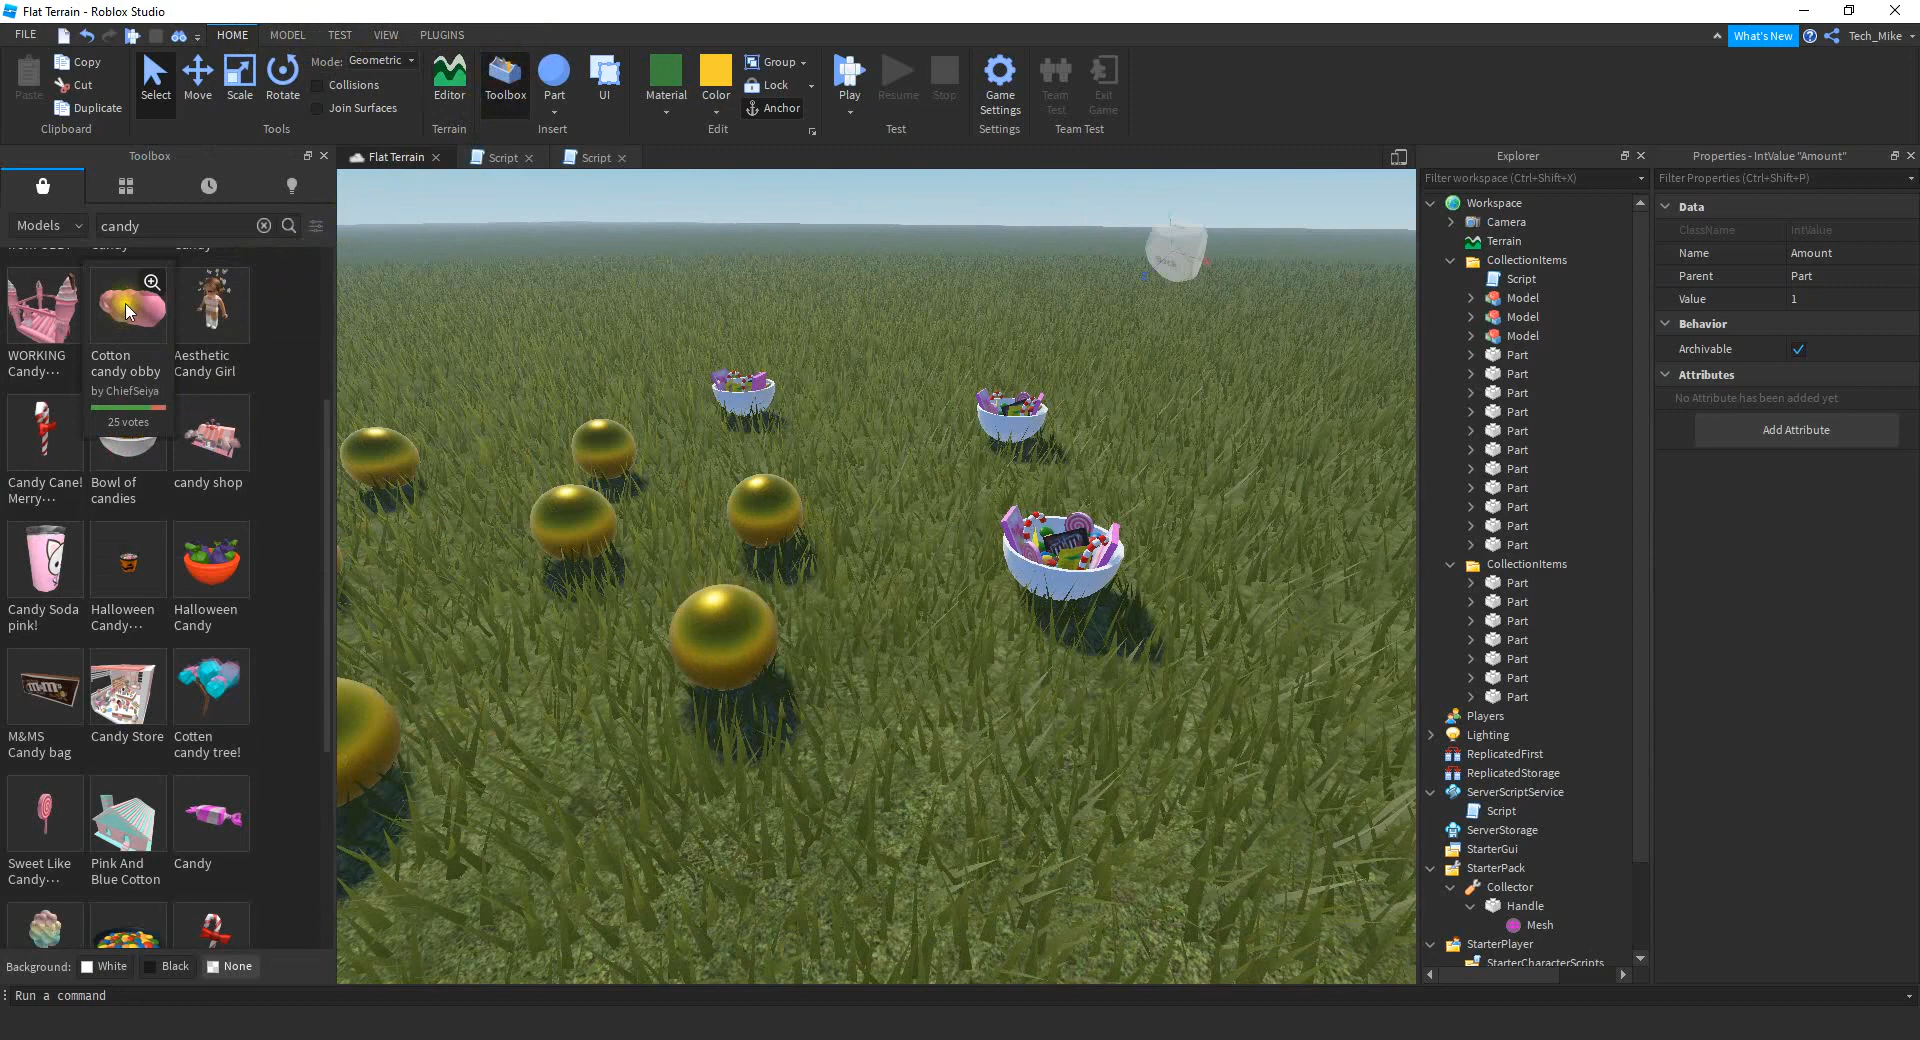 Flat Terrain - Roblox Studio
FILE
HOME
MODEL
TEST
VIEW
PLUGINS
What's New
Tech_Mike
Paste
Copy
Cut
Duplicate
Clipboard
Select
Move
Scale
Rotate
Mode:
Geometric
Collisions
Join Surfaces
Tools
Editor
Terrain
Toolbox
Part
UI
Insert
Material
Color
Group
Lock
Anchor
Edit
Play
Resume
Stop
Test
Game
Settings
Settings
Team
Test
Exit
Game
Team Test
Toolbox
Flat Terrain
Script
Script
Models
candy
WORKING
Candy···
Cotton
candy obby
by ChiefSeiya
25 votes
Aesthetic
Candy Girl
Candy Cane!
Merry···
Bowl of
candies
candy shop
Candy Soda
pink!
Halloween
Candy···
Halloween
Candy
M&MS
Candy bag
Candy Store
Cotten
candy tree!
Sweet Like
Candy···
Pink And
Blue Cotton
Candy
Background:
White
Black
None
Run a command
Explorer
Filter workspace (Ctrl+Shift+X)
Workspace
Camera
Terrain
CollectionItems
Script
Model
Model
Model
Part
Part
Part
Part
Part
Part
Part
Part
Part
Part
Part
CollectionItems
Part
Part
Part
Part
Part
Part
Part
Players
Lighting
ReplicatedFirst
ReplicatedStorage
ServerScriptService
Script
ServerStorage
StarterGui
StarterPack
Collector
Handle
Mesh
StarterPlayer
StarterCharacterScripts
Properties - IntValue "Amount"
Filter Properties (Ctrl+Shift+P)
Data
ClassName
IntValue
Name
Amount
Parent
Part
Value
1
Behavior
Archivable
Attributes
No Attribute has been added yet
Add Attribute